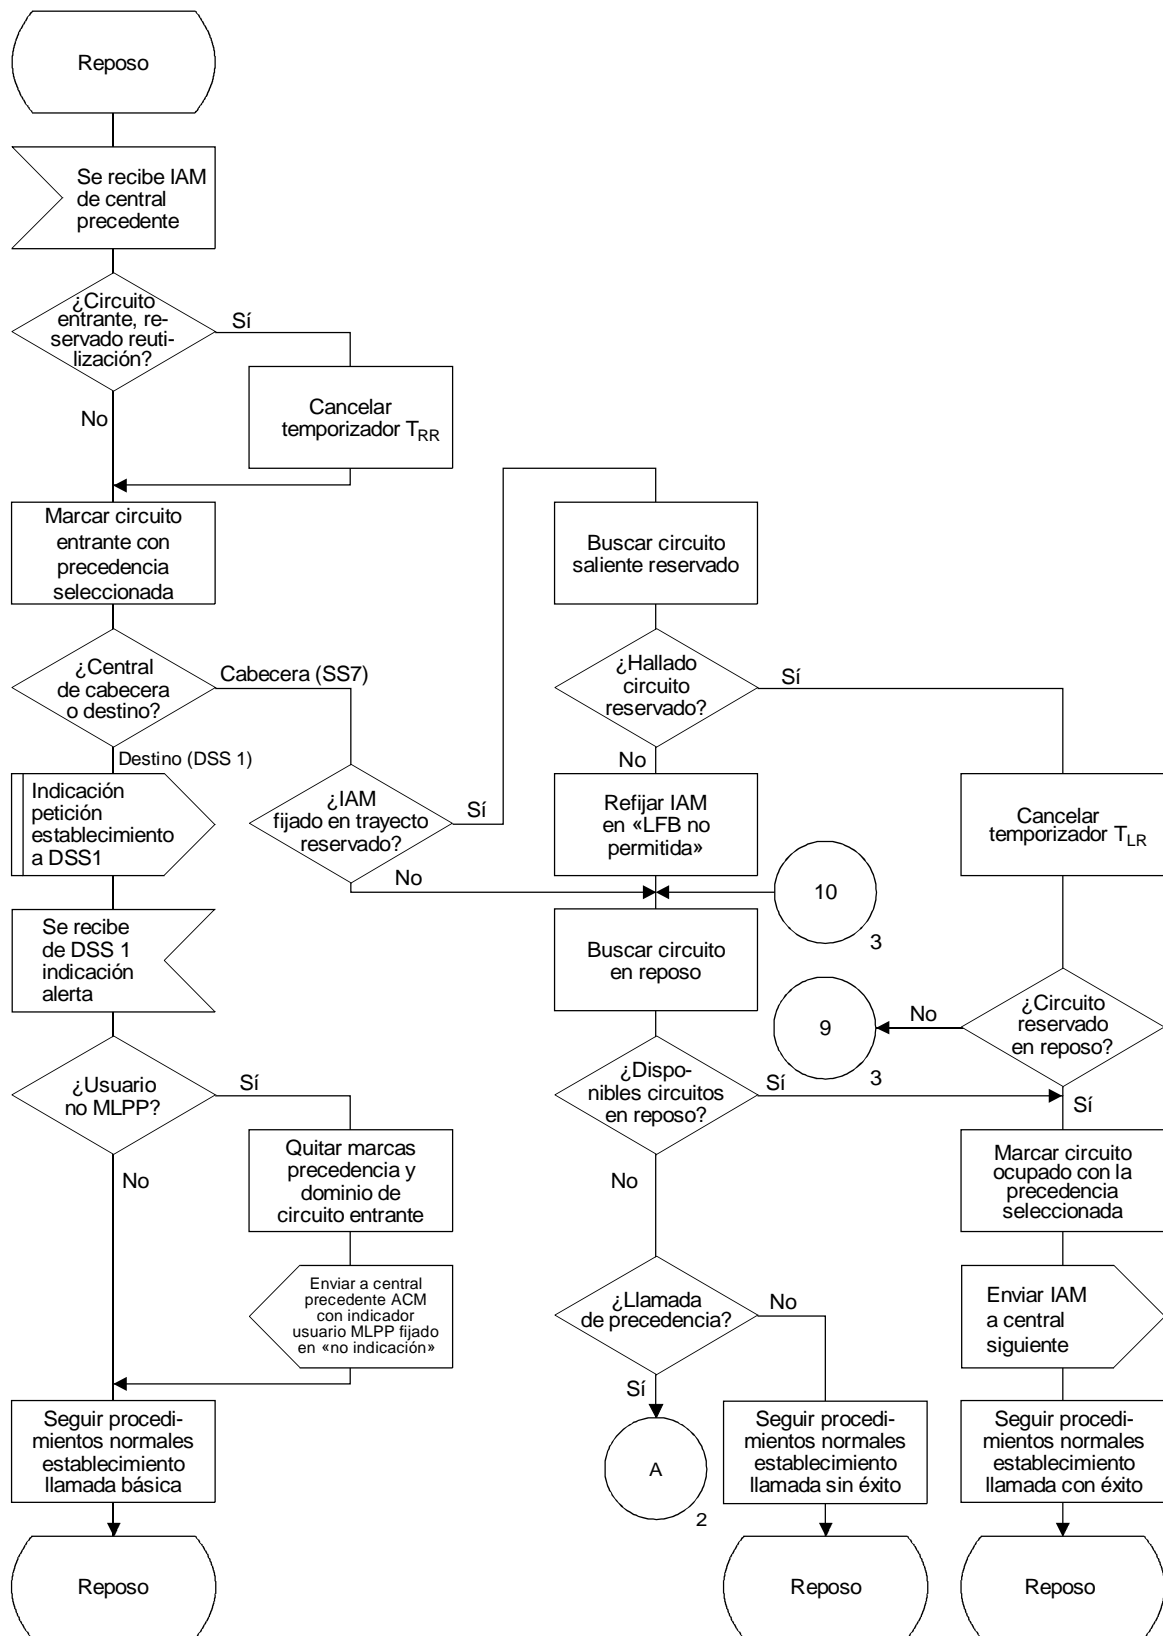 Reposo
Se recibe IAM
de central
precedente
¿Circuito
entrante, re-
servado reuti-
lización?
Sí
No
Cancelar
temporizador TRR
Marcar circuito
entrante con
precedencia
seleccionada
Buscar circuito
saliente reservado
¿Central
de cabecera
o destino?
Cabecera (SS7)
¿Hallado
circuito
reservado?
Sí
No
Destino (DSS 1)
Indicación
petición
establecimiento
a DSS1
¿IAM
fijado en trayecto
reservado?
Sí
No
Refijar IAM
en «LFB no
permitida»
Cancelar
temporizador TLR
10
3
Se recibe
de DSS 1
indicación
alerta
Buscar circuito
en reposo
9
3
No
¿Circuito
reservado
en reposo?
Sí
¿Usuario
no MLPP?
Sí
No
¿Dispo-
nibles circuitos
en reposo?
Sí
No
Quitar marcas
precedencia y
dominio de
circuito entrante
Marcar circuito
ocupado con la
precedencia
seleccionada
Enviar a central
precedente ACM
con indicador
usuario MLPP fijado
en «no indicación»
¿Llamada
de precedencia?
No
Sí
Enviar IAM
a central
siguiente
Seguir procedi-
mientos normales
establecimiento
llamada básica
A
2
Seguir procedi-
mientos normales
establecimiento
llamada sin éxito
Seguir procedi-
mientos normales
establecimiento
llamada con éxito
Reposo
Reposo
Reposo